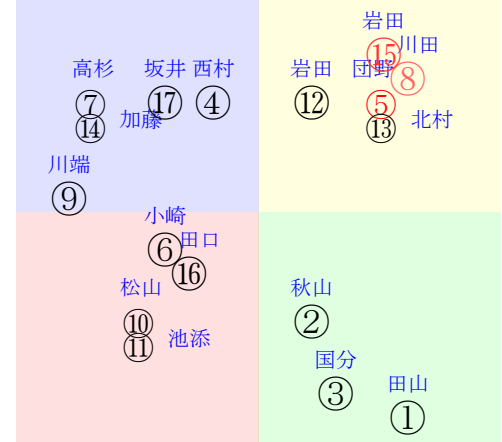 岩田
⑮
川田
⑧
高杉
⑦
坂井
⑰
西村
④
岩田
⑫
団野
⑤
⑭
加藤
⑬
北村
川端
⑨
小崎
⑥
田口
⑯
松山
⑩
⑪
池添
秋山
②
国分
③
田山
①